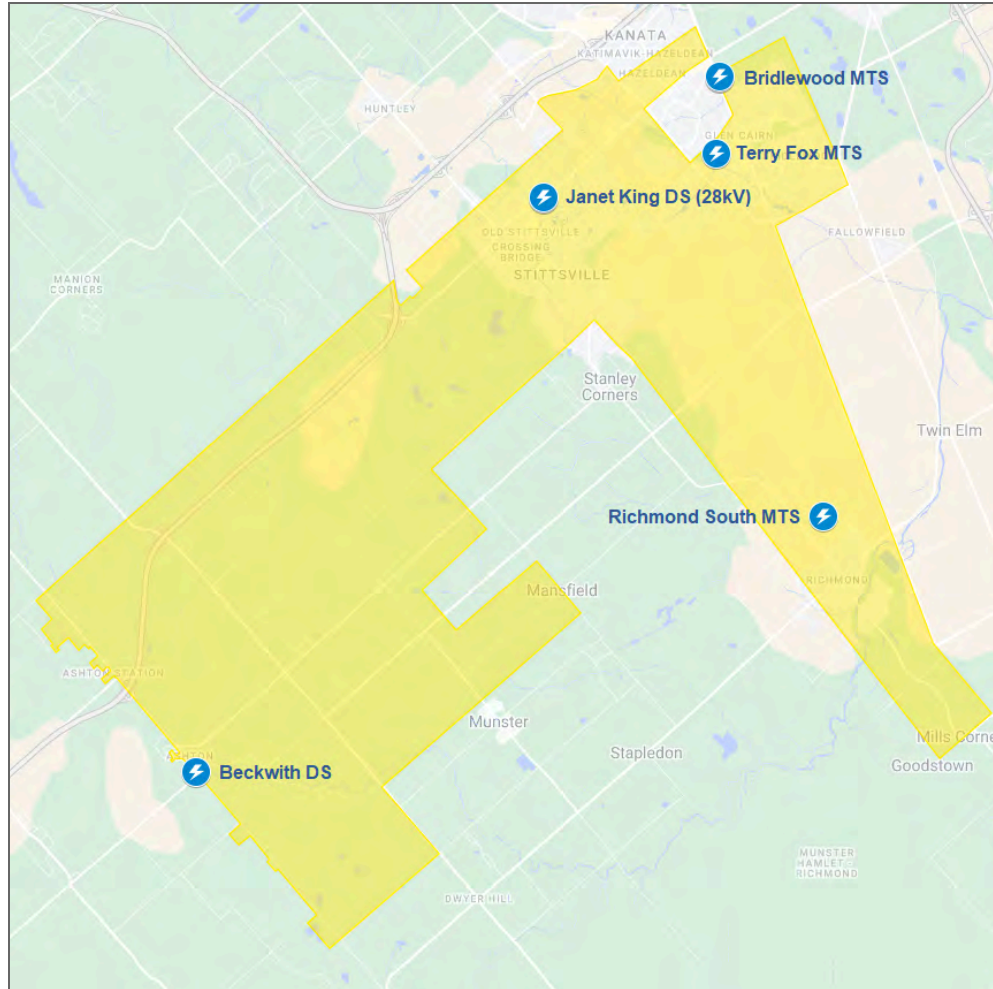 KANATA
KATIMAVIK-HAZELDEAN
HAZELDEAN
Bridlewood MTS
HUNTLEY
GLEN CAIRN
Terry Fox MTS
Janet King DS (28kV)
OLD STITTSVILLE
CROSSING
BRIDGE
FALLOWFIELD
STITTSVILLE
MANION
CORNERS
Stanley
Corners
Twin Elm
Richmond South MTS
RICHMOND
Mansfield
ASHTON STATION
Munster
Mills Corne
Stapledon
Goodstown
ASHTON
Beckwith DS
MUNSTER
HAMLET -
RICHMOND
DWYER HILL